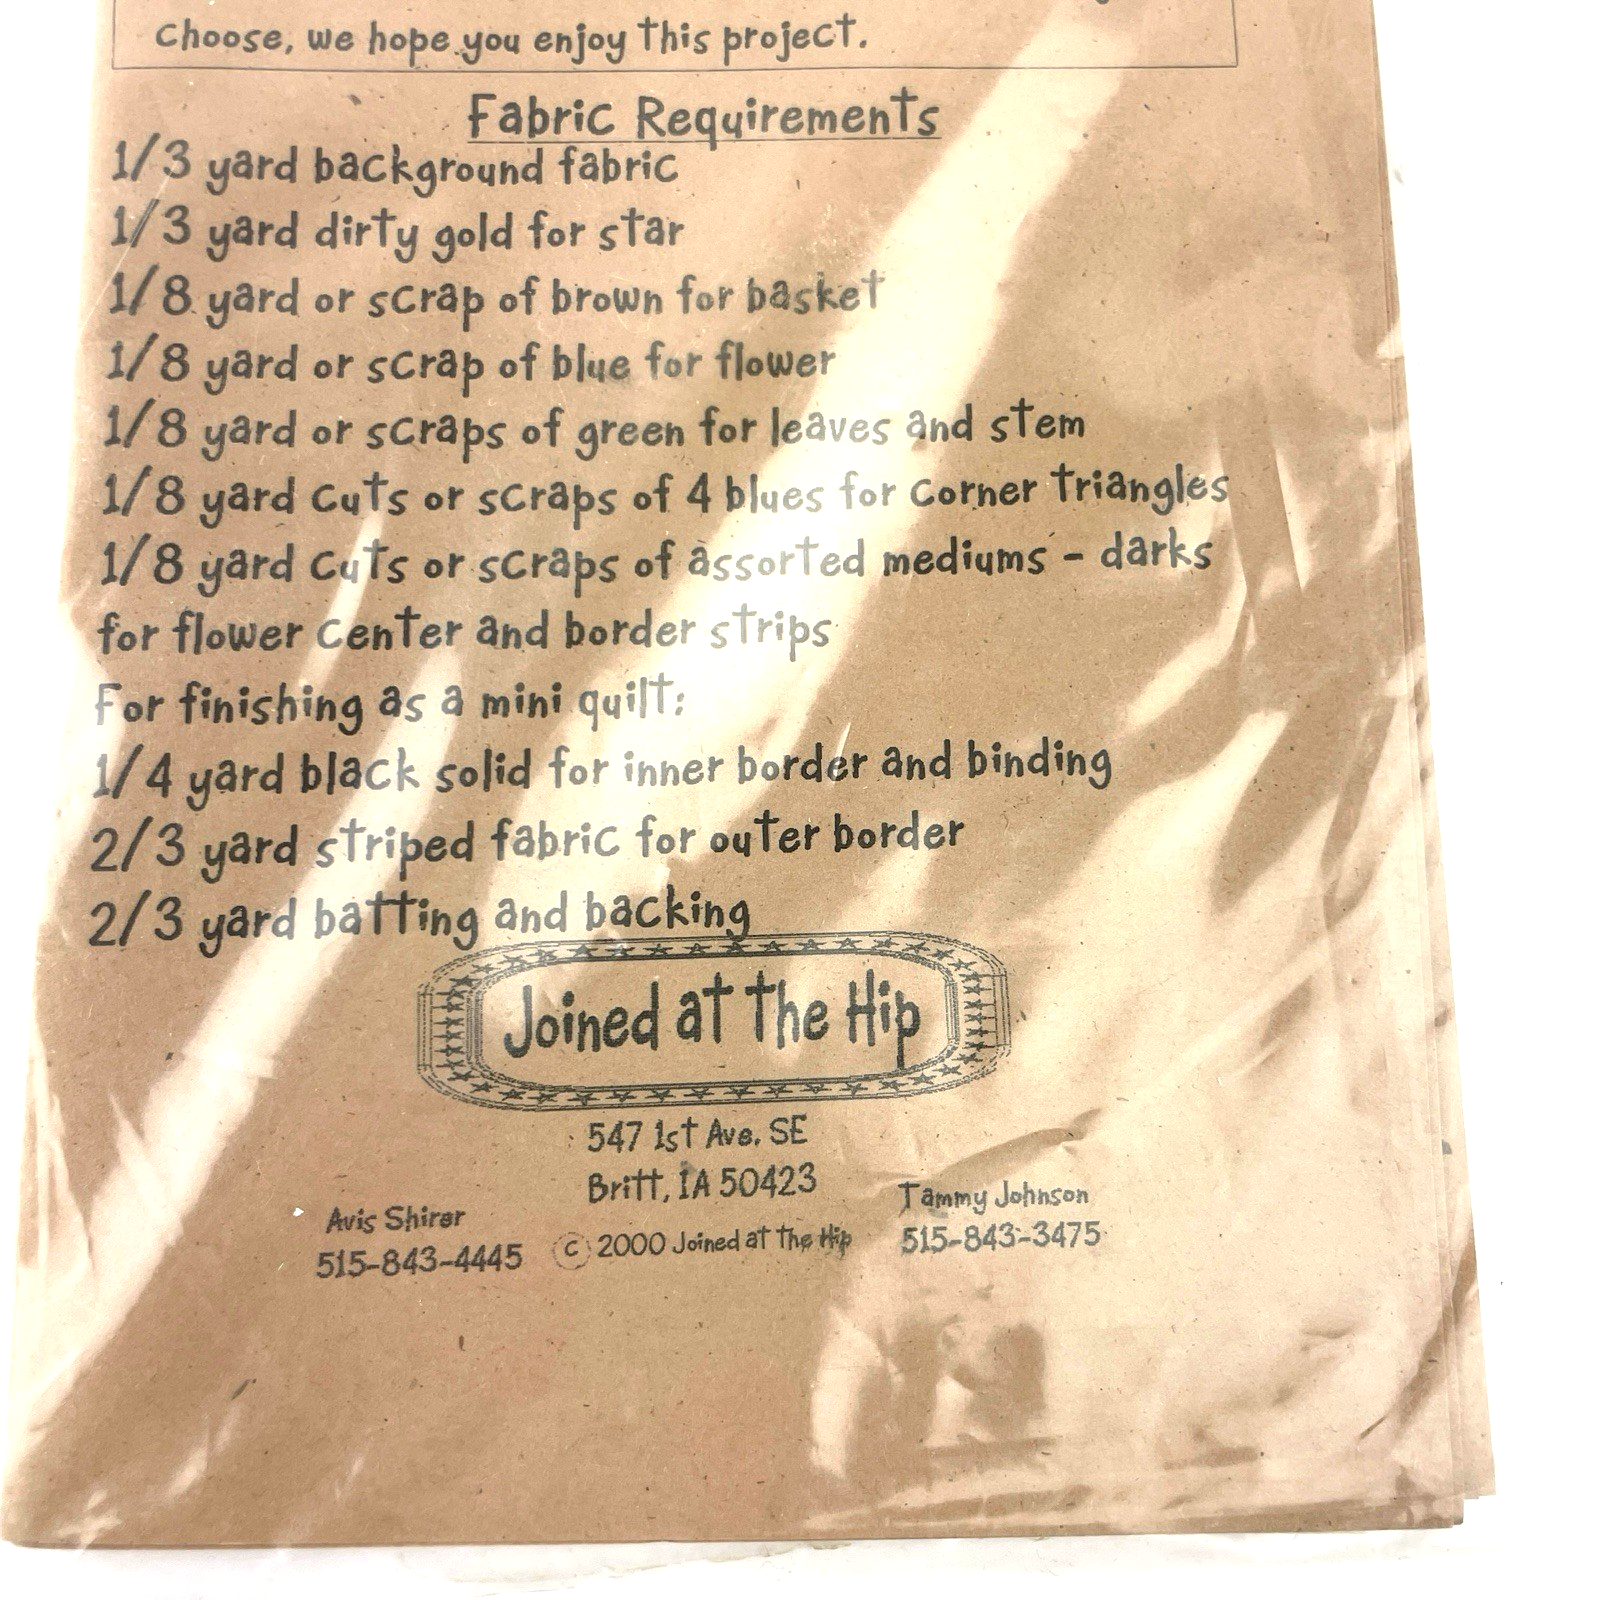 choose, we hope you enjoy this project.
Fabric Requirements
1/3 yard background fabric
1/3 yard dirty gold for star
1/8 yard or scrap of brown for basket
1/8 yard or scrap of blue for flower
1/8 yard or scraps of green for leaves and stem
1/8 yard cuts or scraps of 4 blues for corner triangles
1/8 yard cuts or scraps of assorted mediums - darks
for flower center and border strips
For finishing as a mini quilt:
1/4 yard black solid for inner border and binding
2/3 yard striped fabric for outer border
2/3 yard batting and backing
Joined at the Hip
547 1st Ave. SE
Britt, IA 50423
Avis Shirer
515-843-4445
© 2000 Joined at the Hip
Tammy Johnson
515-843-3475